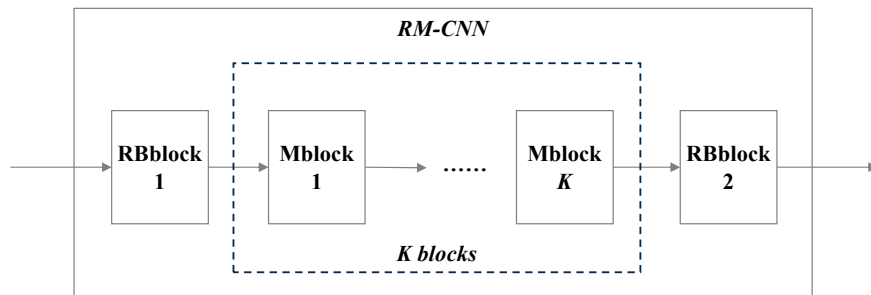 RM-CNN
RBblock
1
Mblock
1
......
Mblock
K
RBblock
2
K blocks